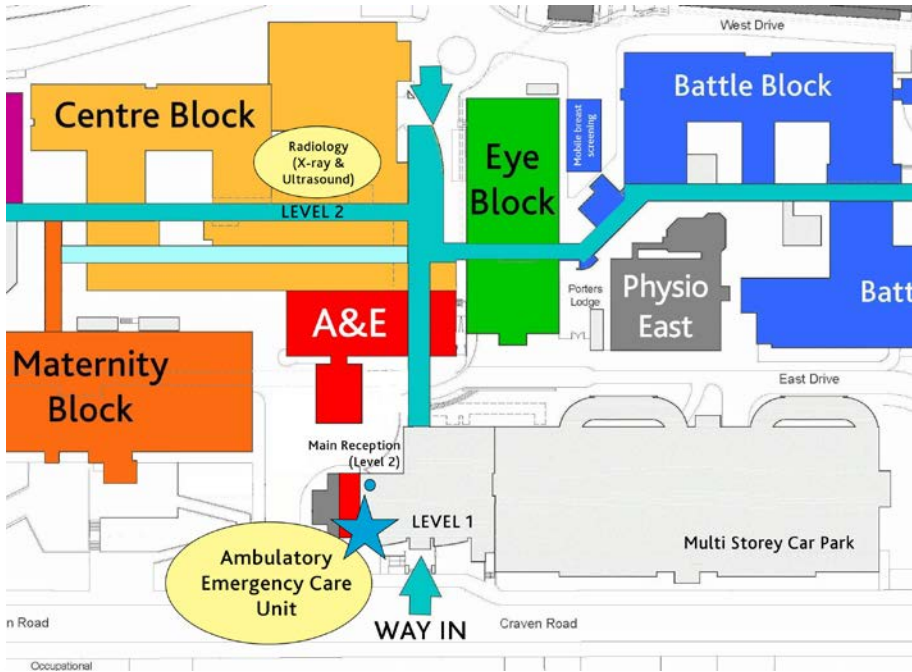 West Drive
Centre Block
Radiology
(X-ray &
Ultrasound)
LEVEL 2
Eye
Block
Mobile breast
screening
Battle Block
A&E
Porters
Lodge
Physio
East
Batt
Maternity
Block
East Drive
Main Reception
(Level 2)
LEVEL 1
Multi Storey Car Park
Ambulatory
Emergency Care
Unit
WAY IN
n Road
Craven Road
Occupational